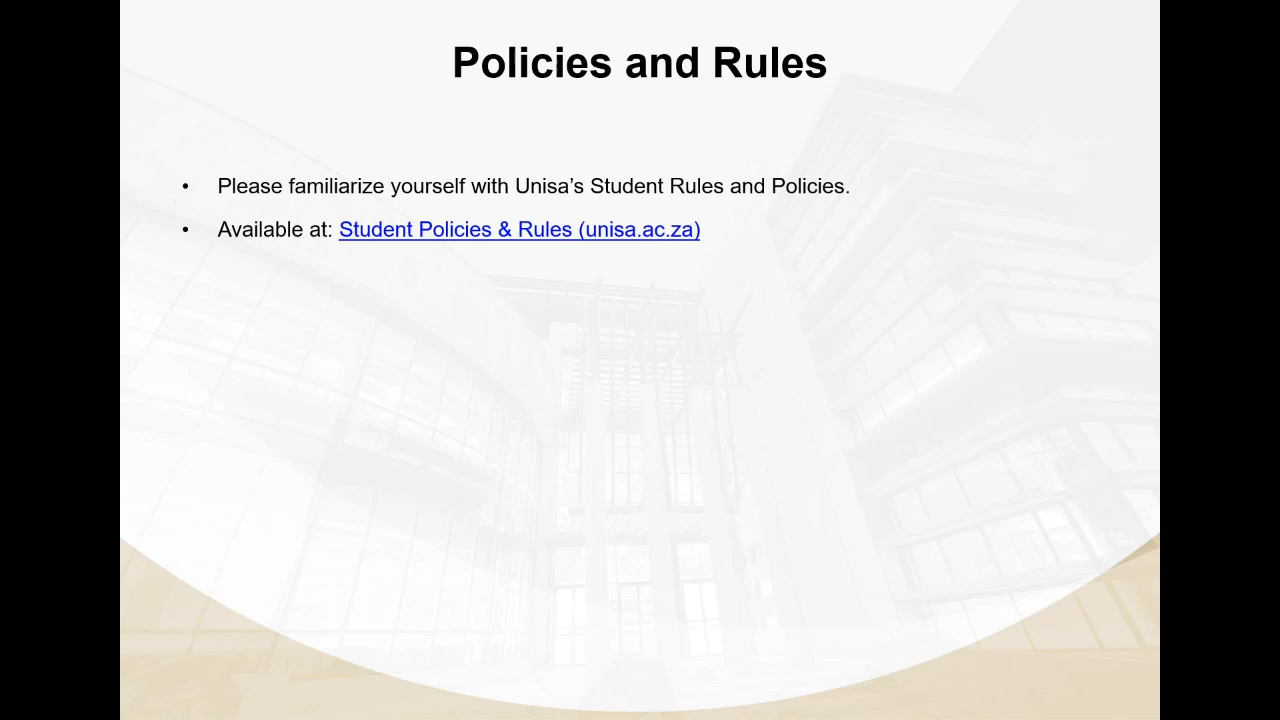 Policies and Rules
• Please familiarize yourself with Unisa’s Student Rules and Policies.
• Available at: Student Policies & Rules (unisa.ac.za)